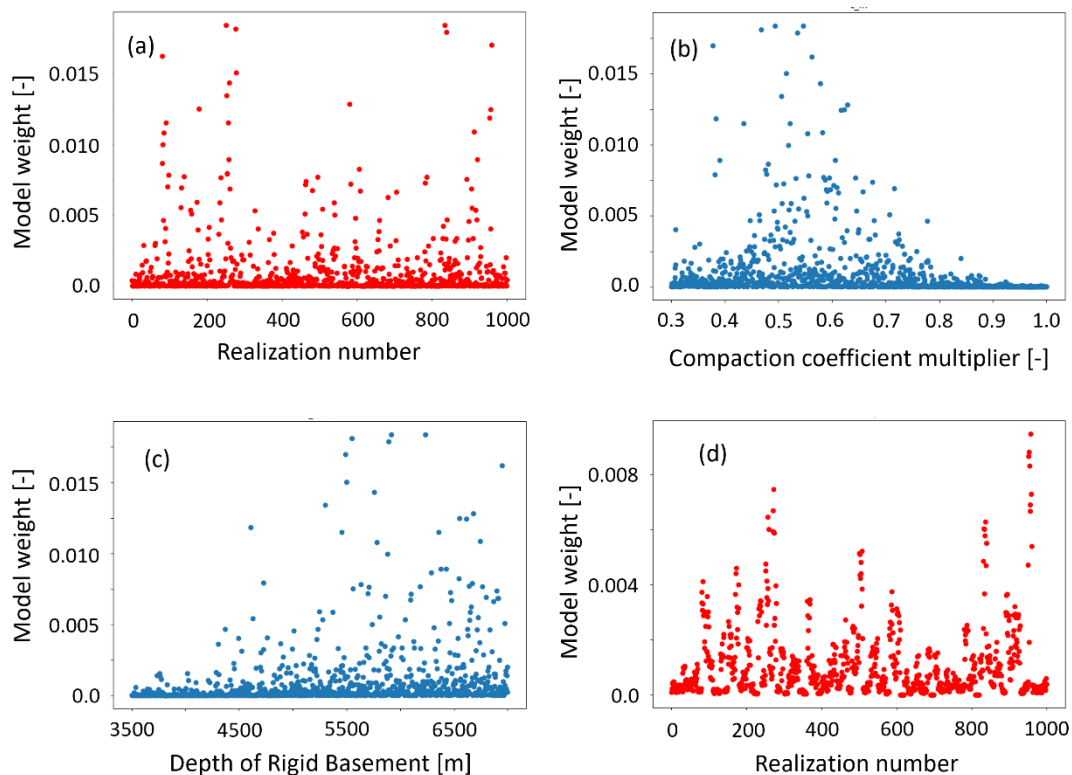 (a)
Model weight [-]
0.015
0.010
0.005
0.0
0 200 400 600 800 1000
Realization number
(b)
Model weight [-]
0.015
0.010
0.005
0.0
0.3 0.4 0.5 0.6 0.7 0.8 0.9 1.0
Compaction coefficient multiplier [-]
(c)
Model weight [-]
0.015
0.010
0.005
0.0
3500 4500 5500 6500
Depth of Rigid Basement [m]
(d)
Model weight [-]
0.008
0.004
0.0
0 200 400 600 800 1000
Realization number